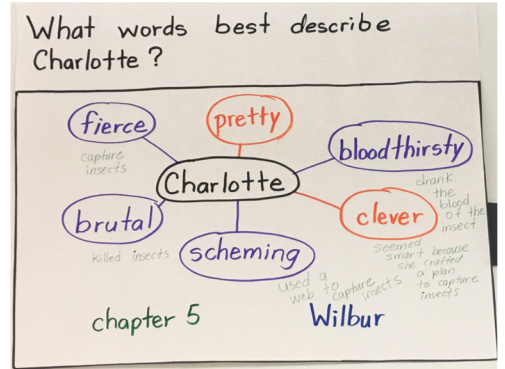 What words best describe
Charlotte?
fierce
capture
insects
pretty
bloodthirsty
drank
the
blood
of the
insect
Charlotte
brutal
killed insects
clever
seemed
smart because
she crafted
a plan
to capture
insects
scheming
used a
web to capture insects
chapter 5
Wilbur